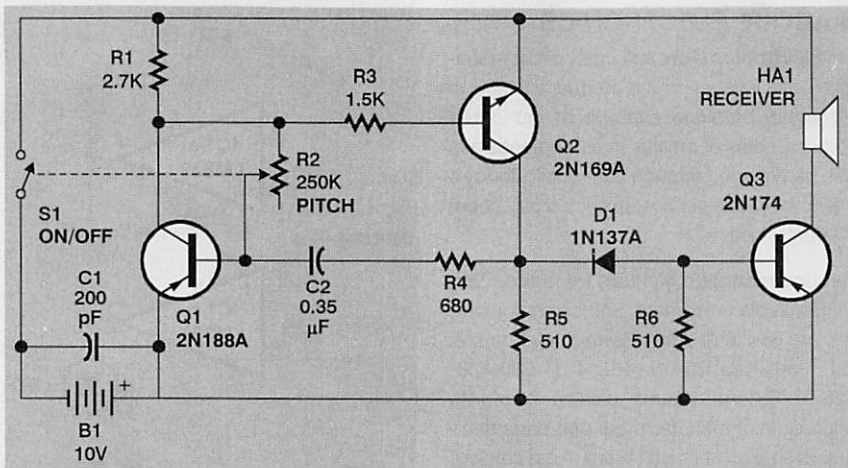 R1
2.7K
R3
1.5K
HA1
RECEIVER
R2
250K
PITCH
Q2
2N169A
Q3
2N174
D1
1N137A
S1
ON/OFF
C1
200
pF
Q1
2N188A
C2
0.35
µF
R4
680
R5
510
R6
510
+
B1
10V